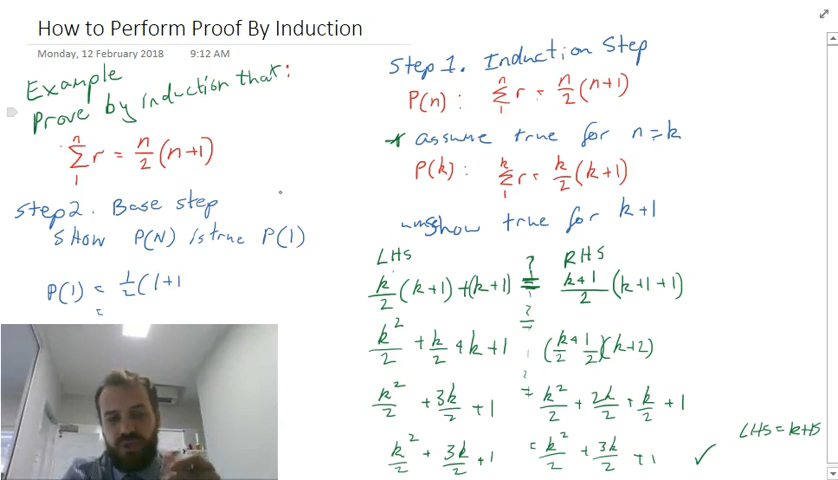 How to Perform Proof By Induction
Monday, 12 February 2018 9:12 AM
Example
Prove by induction that:
n
∑ r = n/2 (n+1)
1
Step 2. Base step
Show P(N) is true P(1)
P(1) = 1/2 (1+1
=
Step 1. Induction Step
P(n): n
∑ r = n/2 (n+1)
1
* assume true for n=k
P(k): k
∑ r = k/2 (k+1)
1
show true for k+1
LHS ? RHS
k/2 (k+1) + (k+1) = k+1/2 (k+1+1)
?
=
k²/2 + k/2 + k+1 (k/2 + 1/2)(k+2)
?
k²/2 + 3k/2 + 1 = k²/2 + 2k/2 + k/2 + 1
k²/2 + 3k/2 + 1 = k²/2 + 3k/2 + 1 ✓
LHS = RHS